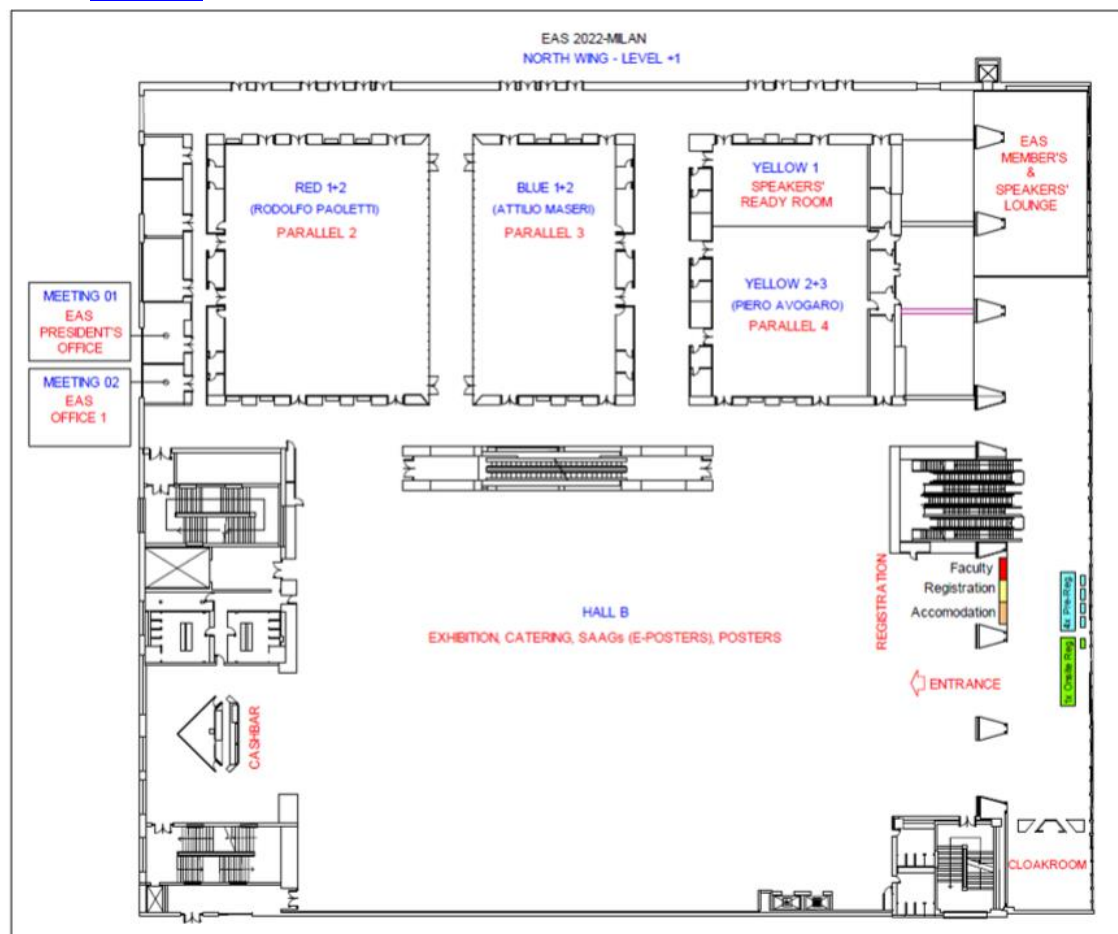 EAS 2022-MILAN
NORTH WING - LEVEL +1
RED 1+2
(RODOLFO PAOLETTI)
PARALLEL 2
BLUE 1+2
(ATTILIO MASERI)
PARALLEL 3
YELLOW 1
SPEAKERS'
READY ROOM
YELLOW 2+3
(PIERO AVOGARO)
PARALLEL 4
EAS
MEMBER'S
&
SPEAKERS'
LOUNGE
MEETING 01
EAS
PRESIDENT'S
OFFICE
MEETING 02
EAS
OFFICE 1
REGISTRATION
Faculty
Registration
Accomodation
4x Pre-Reg
1x Onsite Reg
HALL B
EXHIBITION, CATERING, SAAGs (E-POSTERS), POSTERS
ENTRANCE
CASHBAR
CLOAKROOM